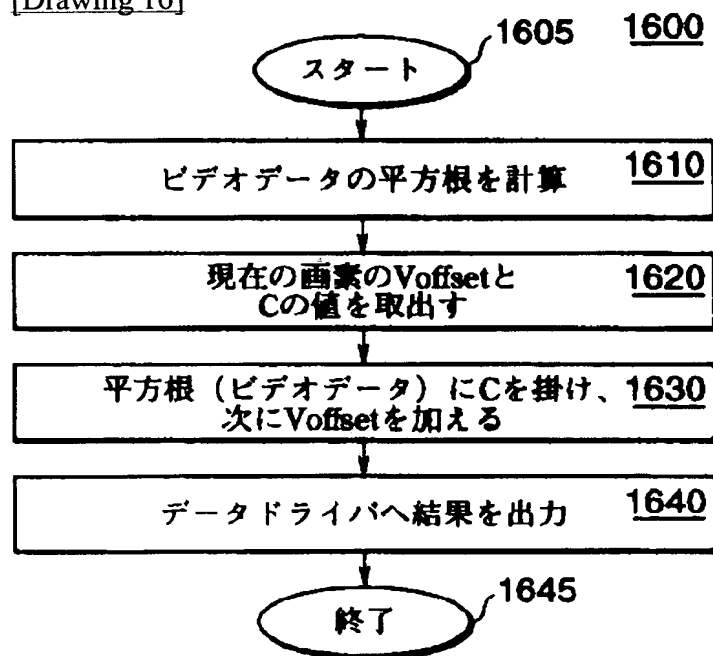 [Drawing 16]
1605 1600
スタート
ビデオデータの平方根を計算 1610
現在の画素のVoffsetと 1620
Cの値を取出す
平方根（ビデオデータ）にCを掛け、 1630
次にVoffsetを加える
データドライバへ結果を出力 1640
1645
終了